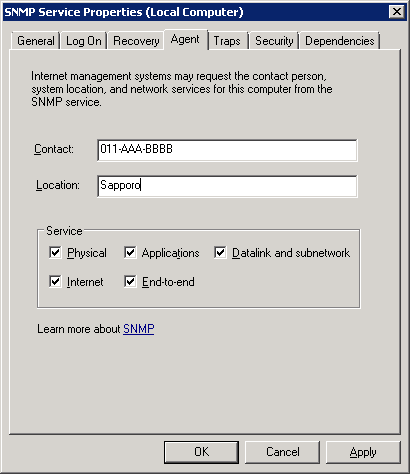 SNMP Service Properties (Local Computer)
General Log On Recovery Agent Traps Security Dependencies
Internet management systems may request the contact person,
system location, and network services for this computer from the
SNMP service.
Contact: 011-AAA-BBBB
Location: Sapporo
Service
Physical Applications Datalink and subnetwork
Internet End-to-end
Learn more about SNMP
OK Cancel Apply